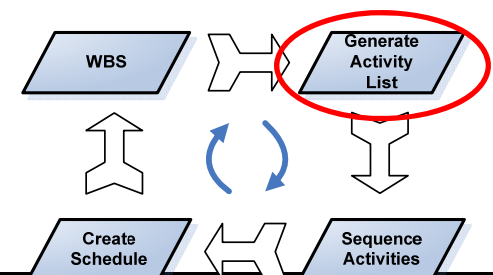 WBS
Generate
Activity
List
Create
Schedule
Sequence
Activities